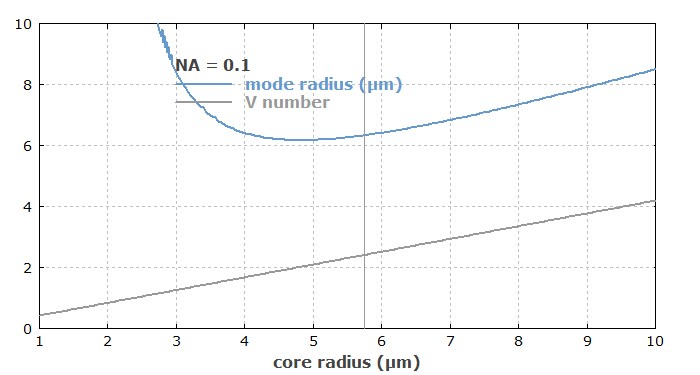 10
8
6
4
2
0
NA = 0.1
mode radius (μm)
V number
1 2 3 4 5 6 7 8 9 10
core radius (μm)